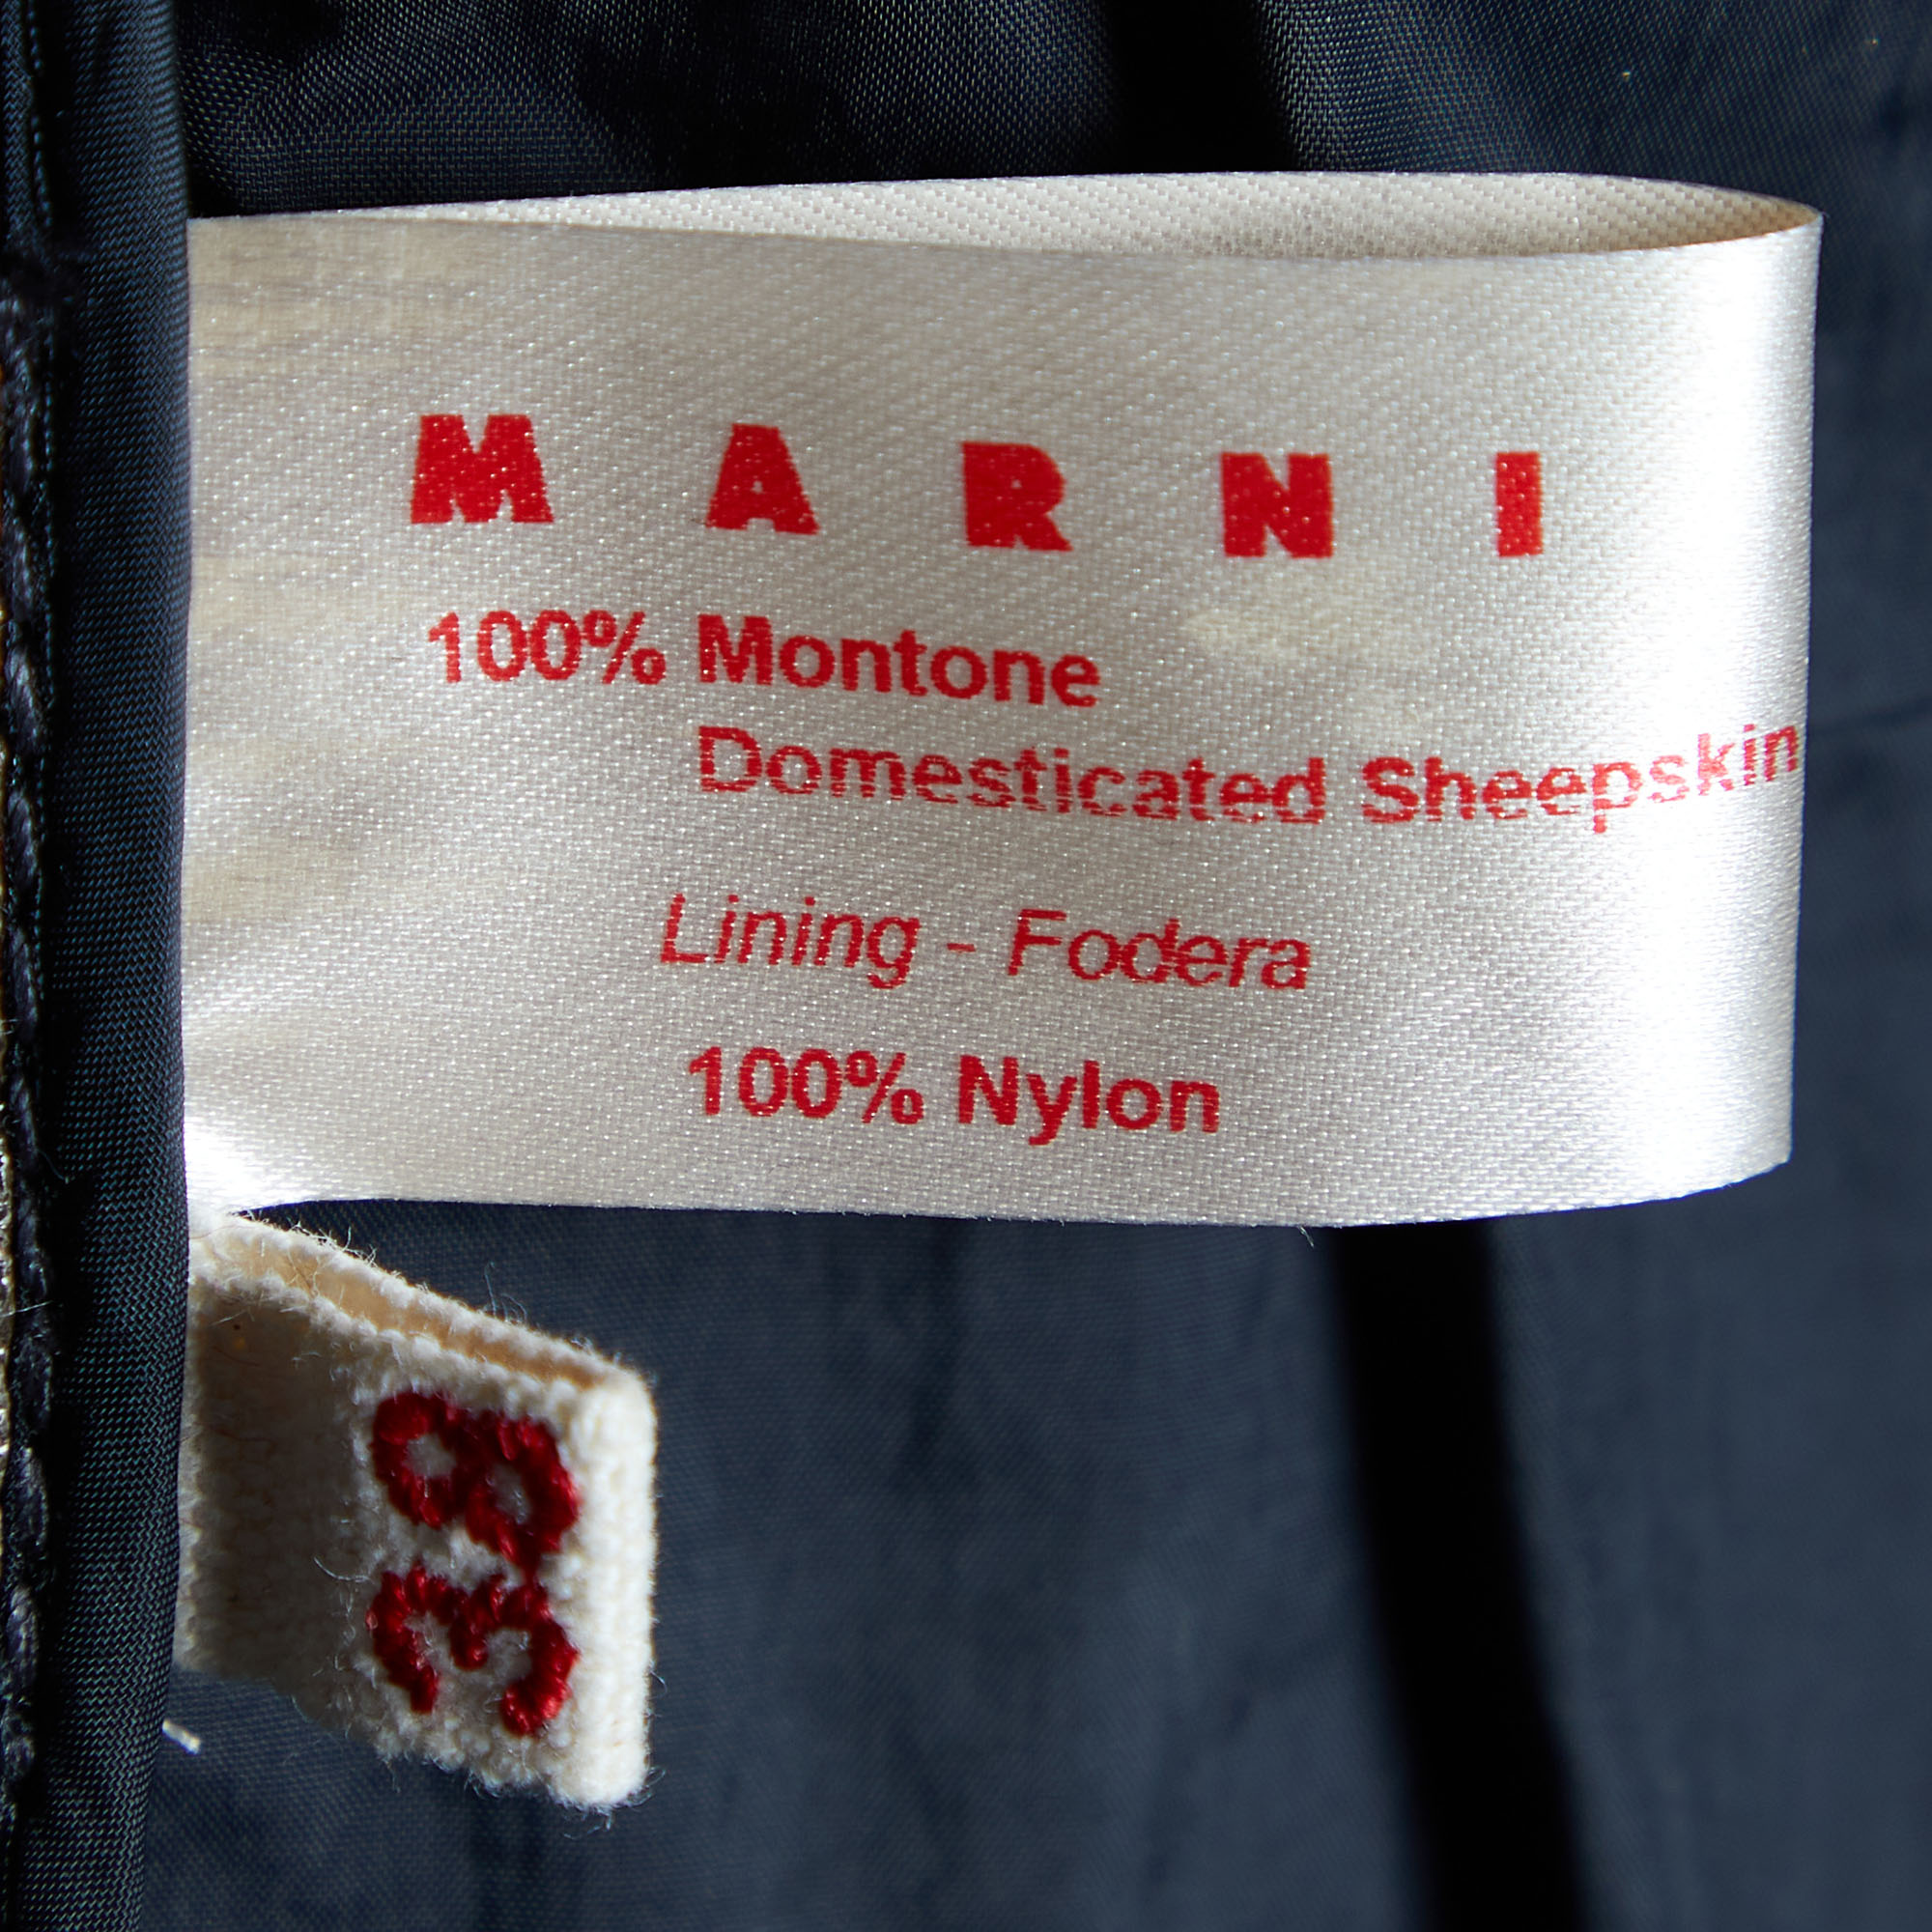 MARNI
100% Montone
Domesticated Sheepskin
Lining - Fodera
100% Nylon
38